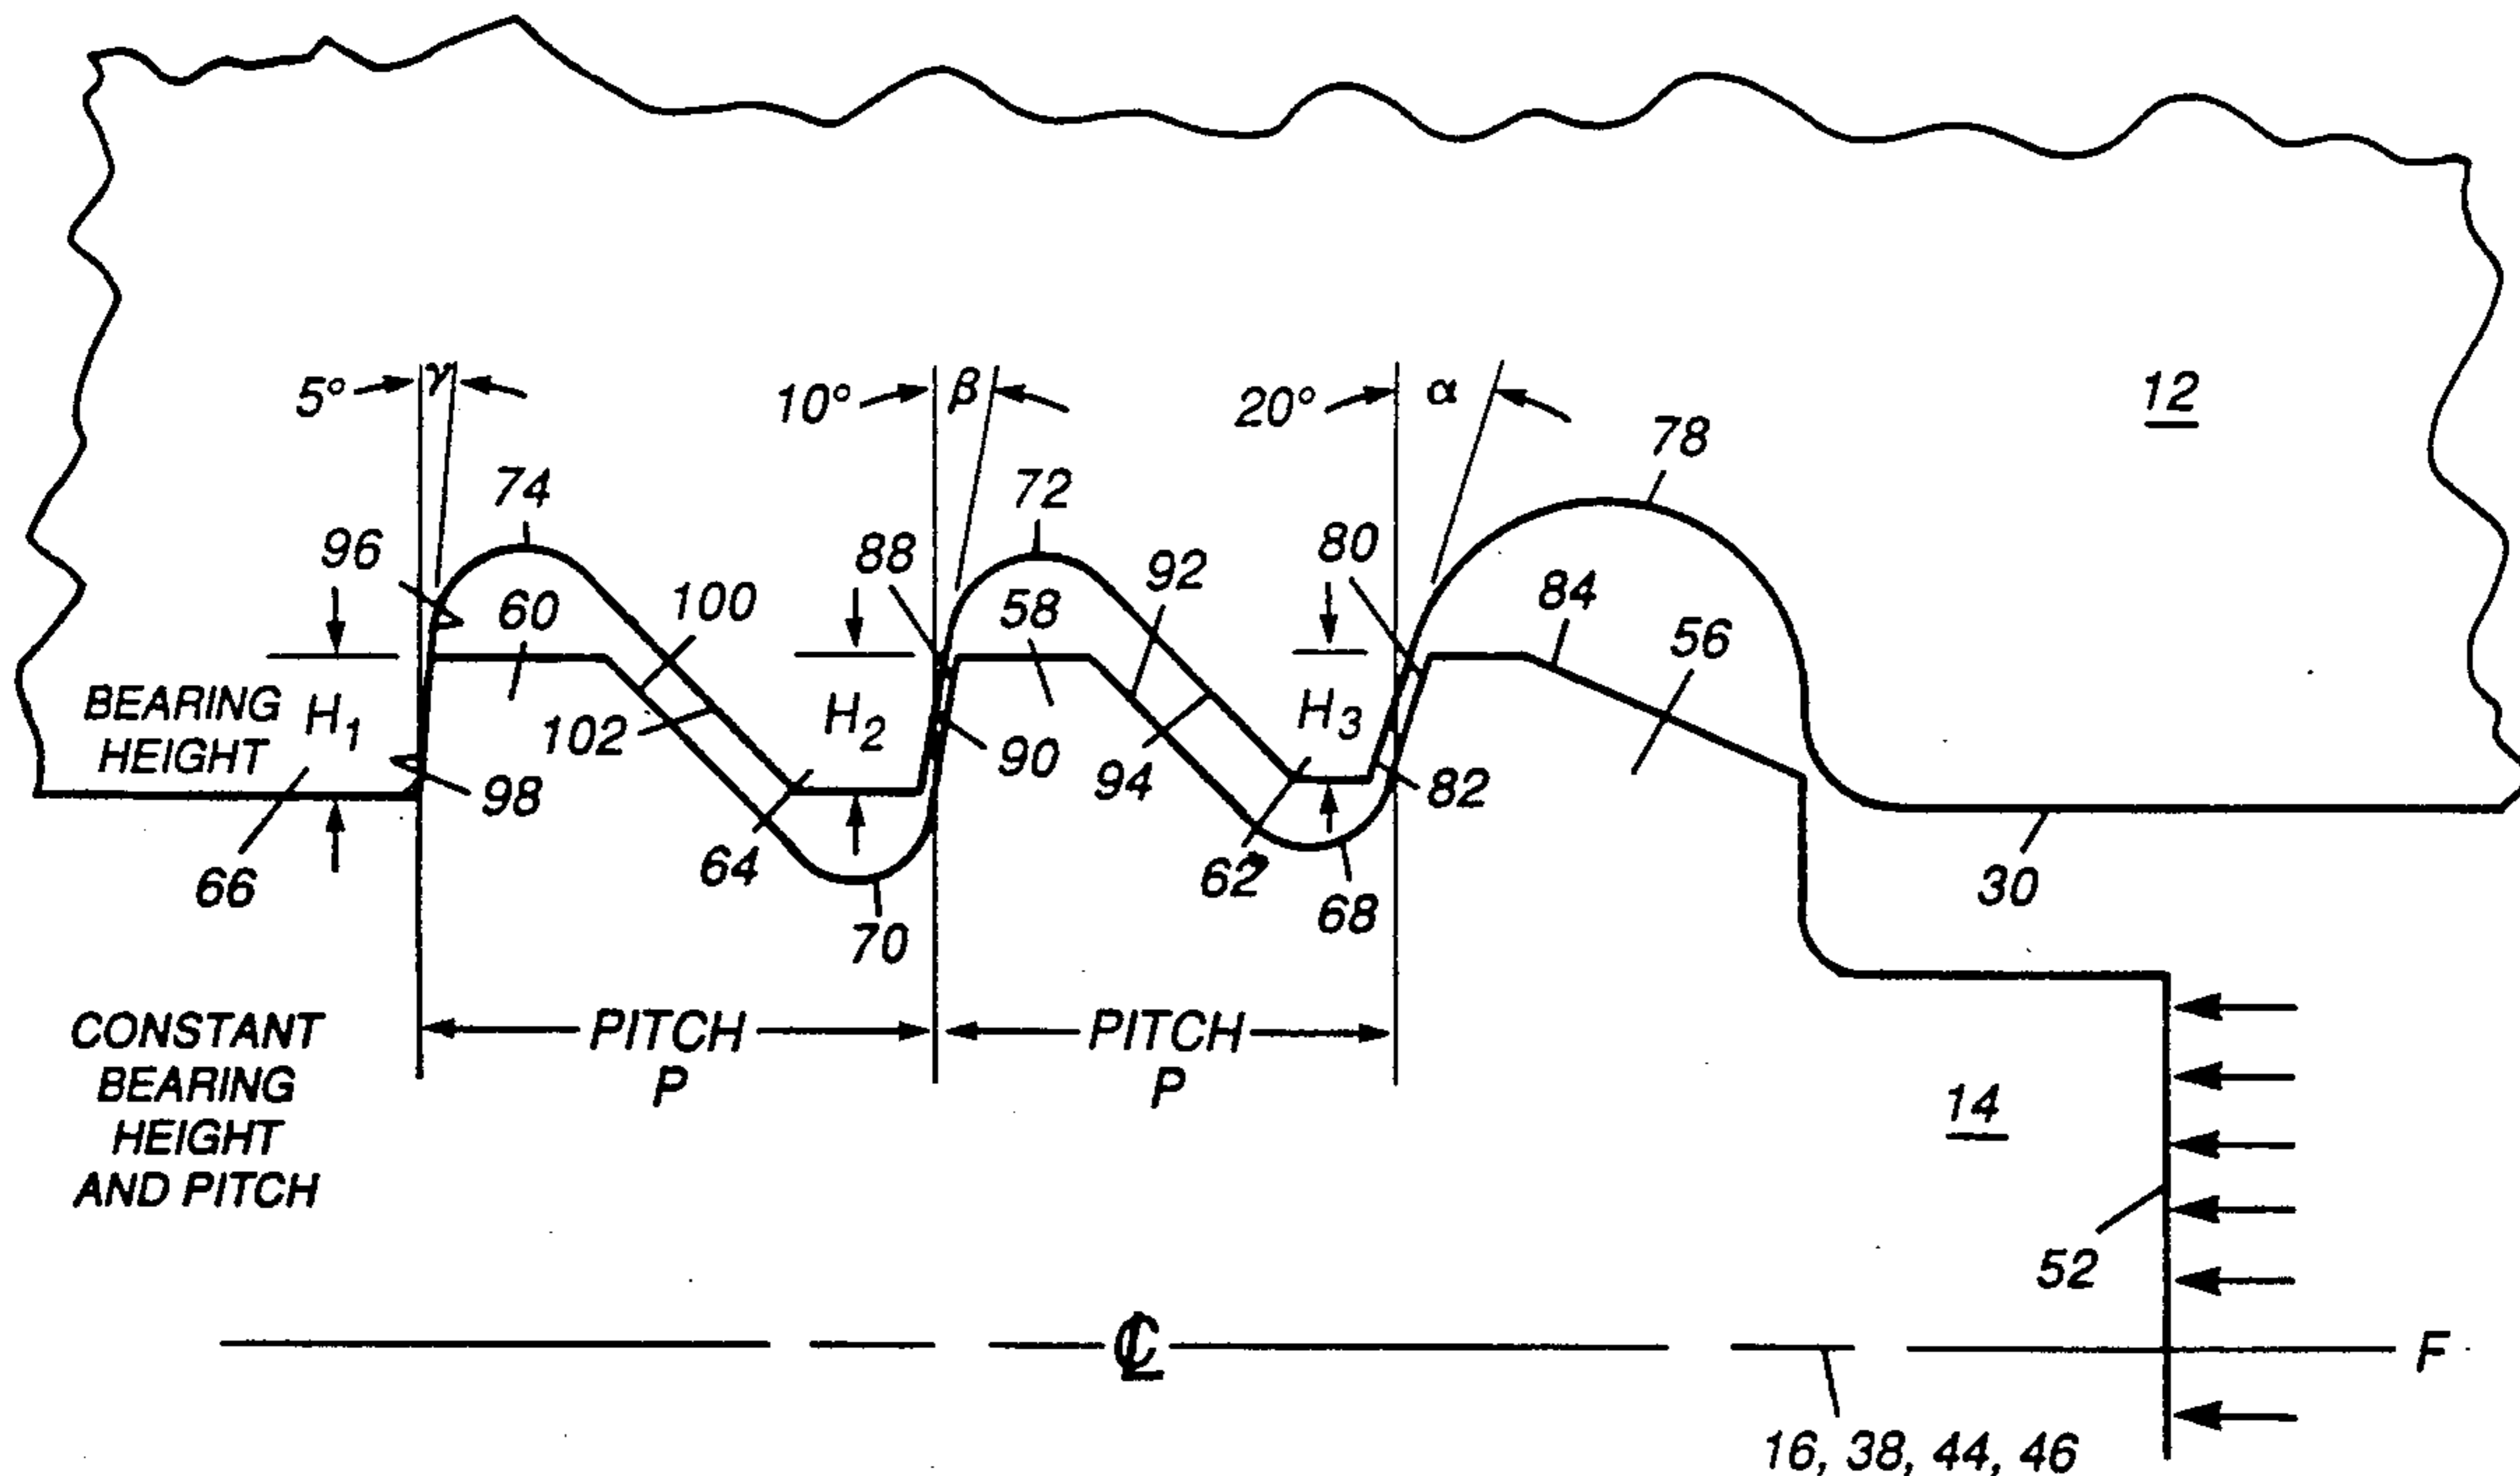 5° γ
10° β
20° α
12
78
74
72
96
88
80
92
84
60
100
58
56
BEARING
HEIGHT
H1
H2
H3
102
90
94
82
98
66
64
62
68
30
70
CONSTANT
BEARING
HEIGHT
AND PITCH
PITCH
P
PITCH
P
14
52
℄
F
16, 38, 44, 46